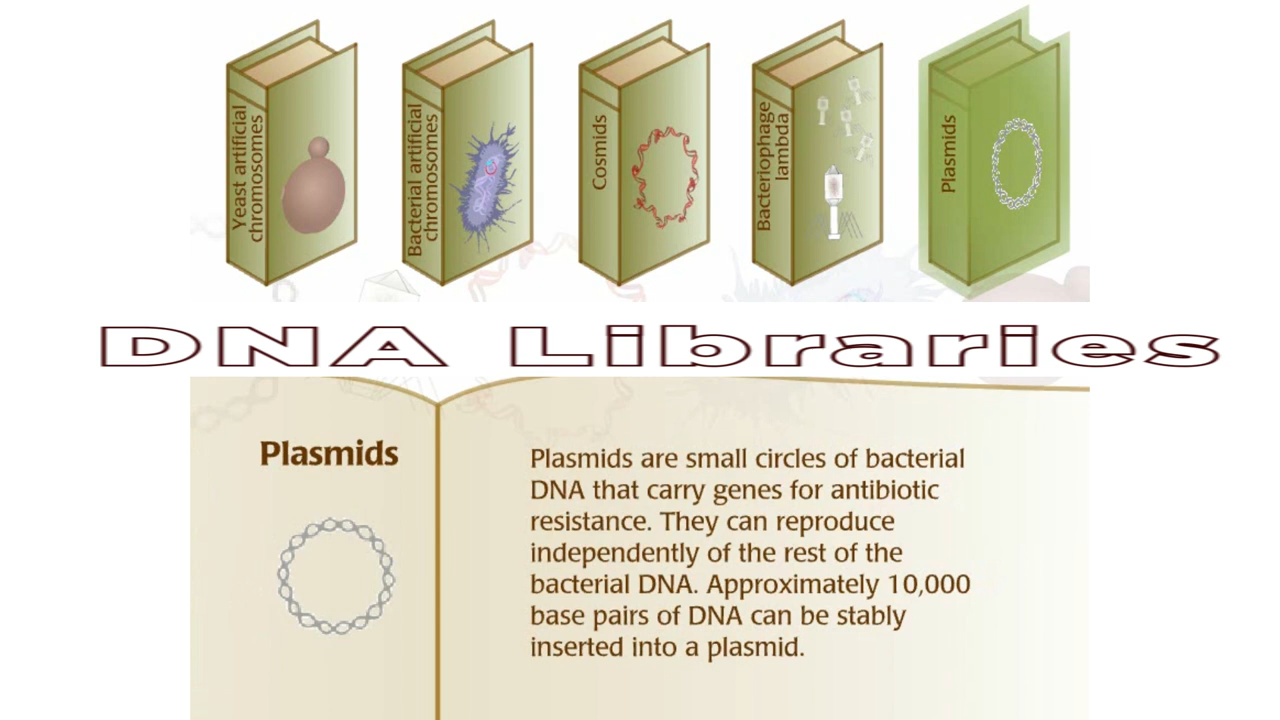 Yeast artificial
chromosomes
Bacterial artificial
chromosomes
Cosmids
Bacteriophage
lambda
Plasmids
DNA Libraries
Plasmids
Plasmids are small circles of bacterial
DNA that carry genes for antibiotic
resistance. They can reproduce
independently of the rest of the
bacterial DNA. Approximately 10,000
base pairs of DNA can be stably
inserted into a plasmid.